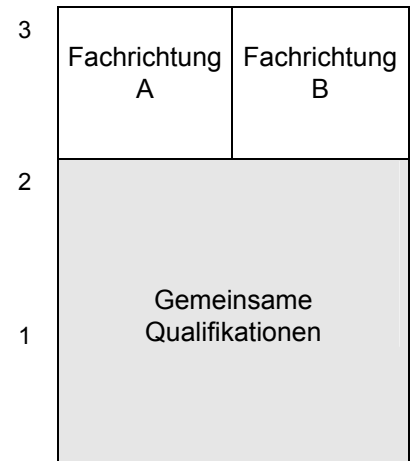 3
Fachrichtung
A
Fachrichtung
B
2
Gemeinsame
Qualifikationen
1